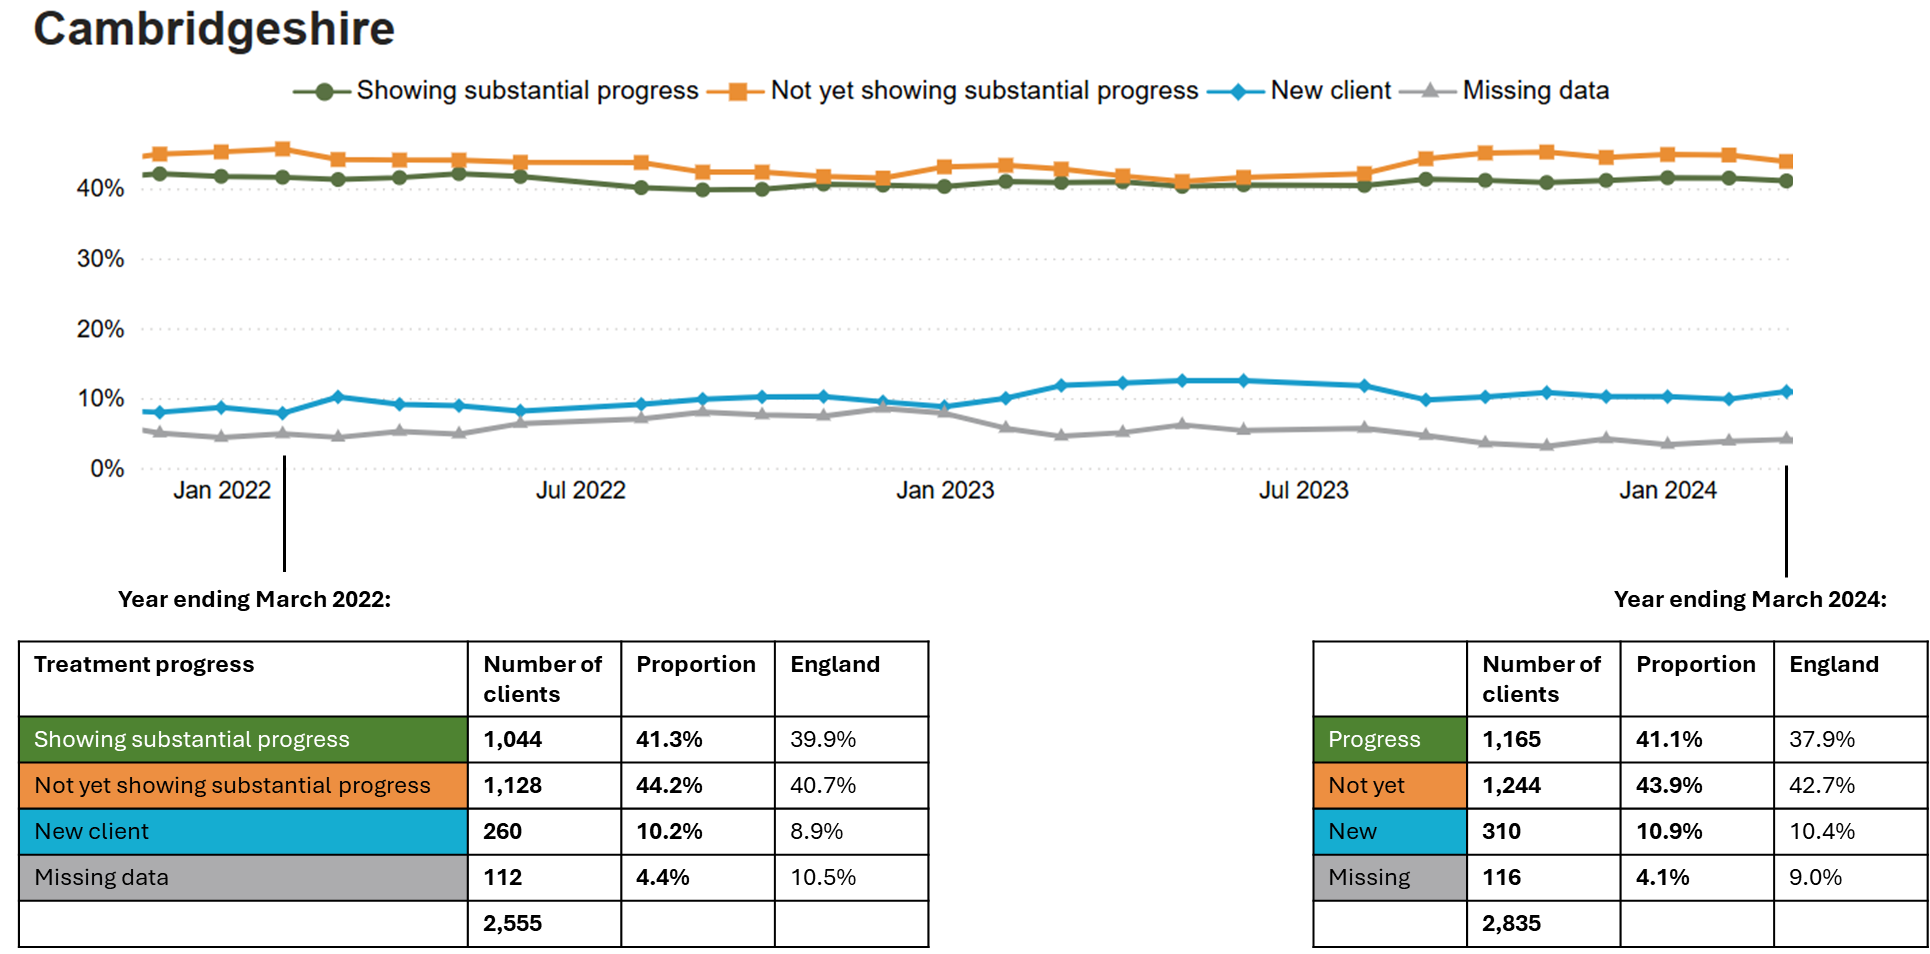 Cambridgeshire
Showing substantial progress Not yet showing substantial progress New client Missing data
40%
30%
20%
10%
0%
Jan 2022 Jul 2022 Jan 2023 Jul 2023 Jan 2024
Year ending March 2022:
Treatment progress Number of clients Proportion England
Showing substantial progress 1,044 41.3% 39.9%
Not yet showing substantial progress 1,128 44.2% 40.7%
New client 260 10.2% 8.9%
Missing data 112 4.4% 10.5%
2,555
Year ending March 2024:
Number of clients Proportion England
Progress 1,165 41.1% 37.9%
Not yet 1,244 43.9% 42.7%
New 310 10.9% 10.4%
Missing 116 4.1% 9.0%
2,835